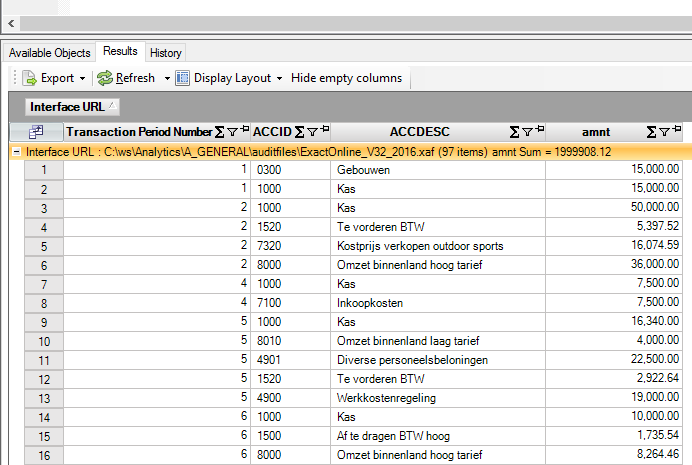 Available Objects Results History
Export Refresh Display Layout Hide empty columns
Interface URL
Transaction Period Number ACCID ACCDESC amnt
Interface URL : C:\ws\Analytics\A_GENERAL\auditfiles\ExactOnline_V32_2016.xaf (97 items) amnt Sum = 1999908.12
1 1 0300 Gebouwen 15,000.00
2 1 1000 Kas 15,000.00
3 2 1000 Kas 50,000.00
4 2 1520 Te vorderen BTW 5,397.52
5 2 7320 Kostprijs verkopen outdoor sports 16,074.59
6 2 8000 Omzet binnenland hoog tarief 36,000.00
7 4 1000 Kas 7,500.00
8 4 7100 Inkoopkosten 7,500.00
9 5 1000 Kas 16,340.00
10 5 8010 Omzet binnenland laag tarief 4,000.00
11 5 4901 Diverse personeelsbeloningen 22,500.00
12 5 1520 Te vorderen BTW 2,922.64
13 5 4900 Werkkostenregeling 19,000.00
14 6 1000 Kas 10,000.00
15 6 1500 Af te dragen BTW hoog 1,735.54
16 6 8000 Omzet binnenland hoog tarief 8,264.46